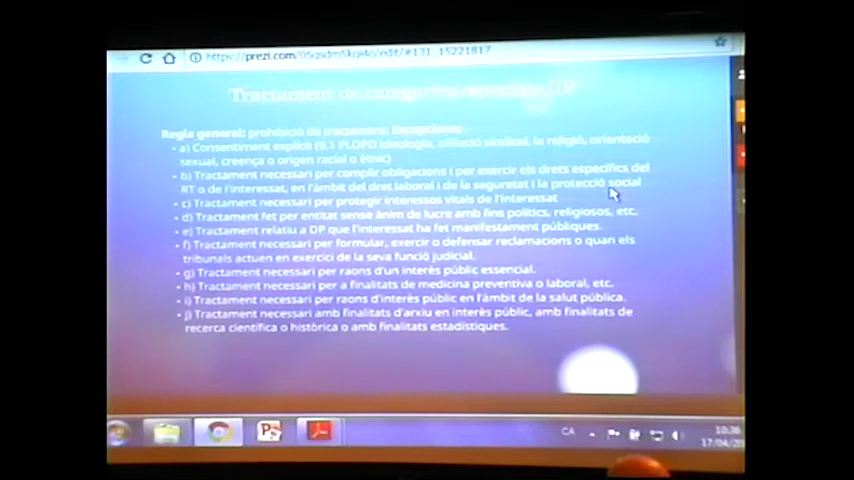 https://prezi.com/05qsdm5kqi4o/edit/#131_15221817
Tractament de categories especials DP
Regla general: prohibició de tractament. Excepcions:
a) Consentiment explícit (9.1 PLOPD ideologia, afiliació sindical, la religió, orienteció
sexual, creença o origen racial o ètnic)
b) Tractament necessari per complir obligacions i per exercir els drets específics del
RT o de l'interessat, en l'àmbit del dret laboral i de la seguretat i la protecció social
c) Tractament necessari per protegir interessos vitals de l'interessat
d) Tractament fet per entitat sense ànim de lucre amb fins polítics, religiosos, etc.
e) Tractament relatiu a DP que l'interessat ha fet manifestament públiques.
f) Tractament necessari per formular, exercir o defensar reclamacions o quan els
tribunals actuen en exercici de la seva funció judicial.
g) Tractament necessari per raons d'un interès públic essencial.
h) Tractament necessari per a finalitats de medicina preventiva o laboral, etc.
i) Tractament necessari per raons d'interès públic en l'àmbit de la salut pública.
j) Tractament necessari amb finalitats d'arxiu en interès públic, amb finalitats de
recerca científica o històrica o amb finalitats estadístiques.
CA
10:36
17/04/20